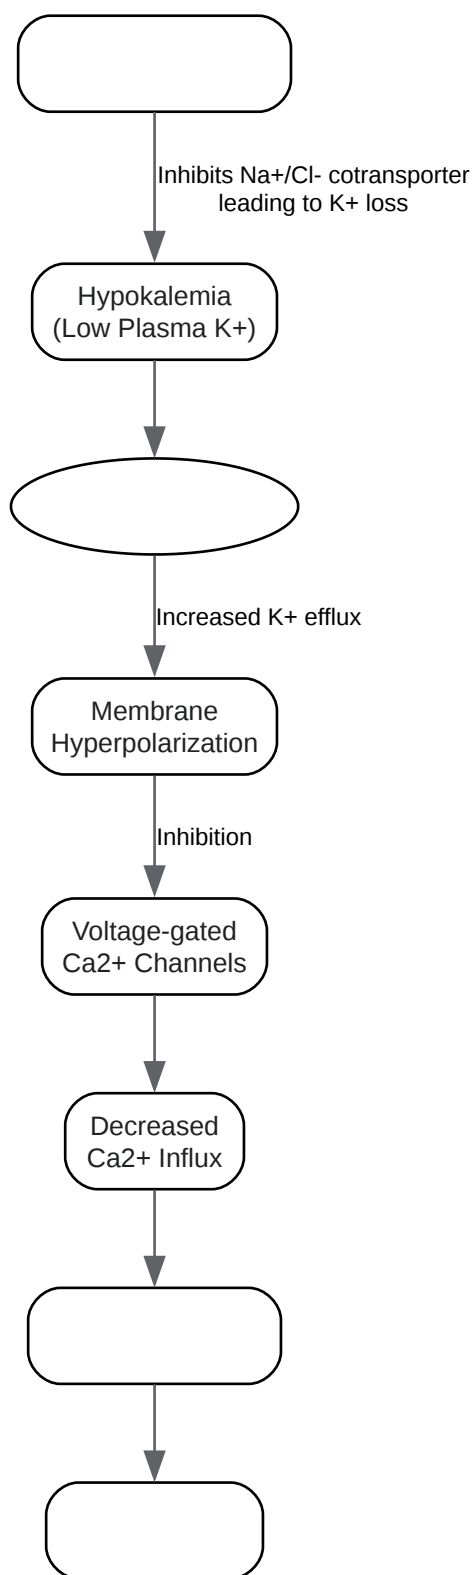 Inhibits Na+/Cl- cotransporter
leading to K+ loss
Hypokalemia
(Low Plasma K+)
Increased K+ efflux
Membrane
Hyperpolarization
Inhibition
Voltage-gated
Ca2+ Channels
Decreased
Ca2+ Influx